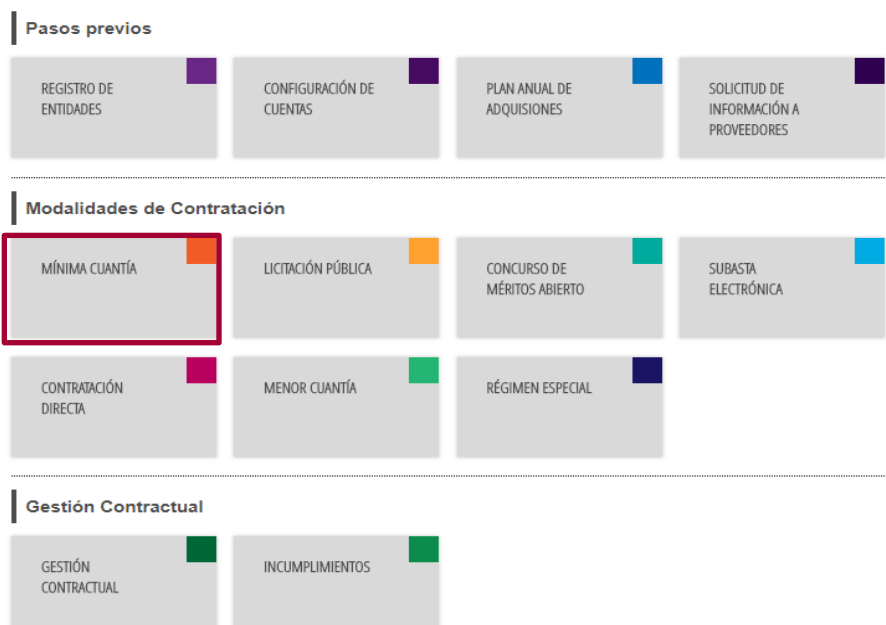 Pasos previos
REGISTRO DE
ENTIDADES
CONFIGURACIÓN DE
CUENTAS
PLAN ANUAL DE
ADQUISIONES
SOLICITUD DE
INFORMACIÓN A
PROVEEDORES
Modalidades de Contratación
MÍNIMA CUANTÍA
LICITACIÓN PÚBLICA
CONCURSO DE
MÉRITOS ABIERTO
SUBASTA
ELECTRÓNICA
CONTRATACIÓN
DIRECTA
MENOR CUANTÍA
RÉGIMEN ESPECIAL
Gestión Contractual
GESTIÓN
CONTRACTUAL
INCUMPLIMIENTOS